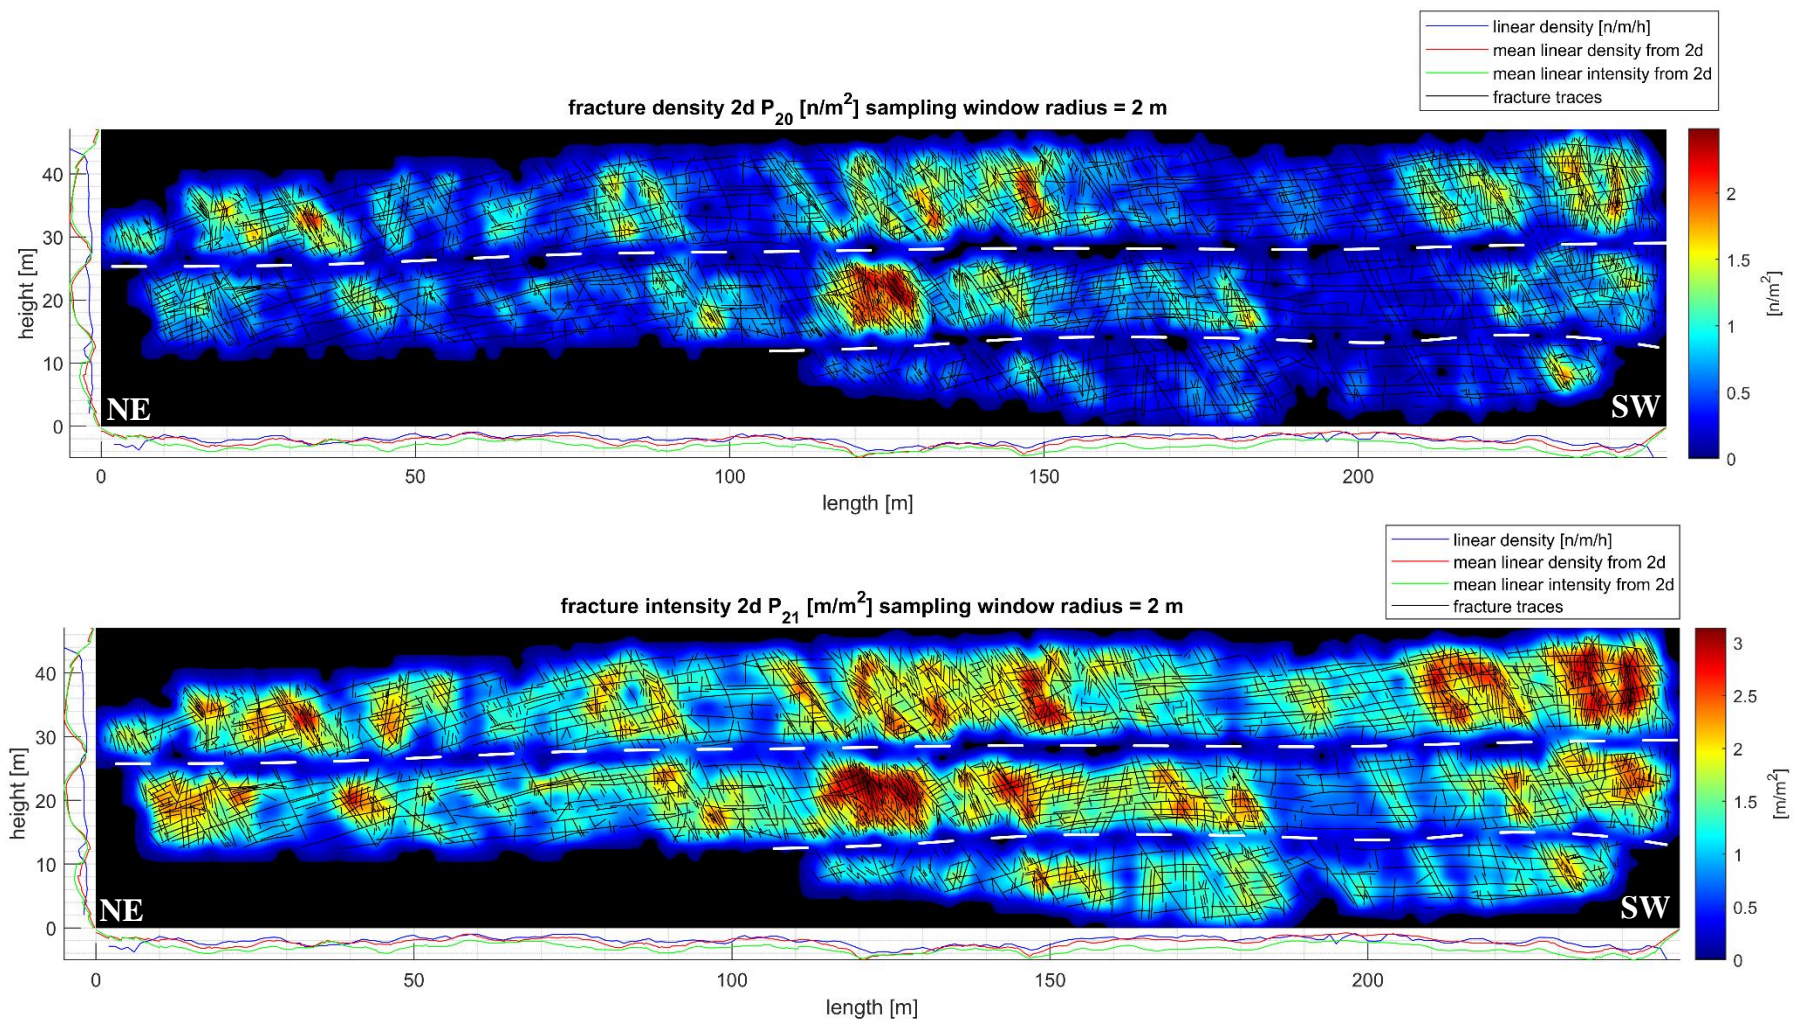 linear density [n/m/h]
mean linear density from 2d
mean linear intensity from 2d
fracture traces
fracture density 2d P20 [n/m2] sampling window radius = 2 m
40
30
20
10
0
height [m]
NE
SW
0
50
100
150
200
length [m]
2
1.5
1
0.5
0
[n/m2]
linear density [n/m/h]
mean linear density from 2d
mean linear intensity from 2d
fracture traces
fracture intensity 2d P21 [m/m2] sampling window radius = 2 m
40
30
20
10
0
height [m]
NE
SW
0
50
100
150
200
length [m]
3
2.5
2
1.5
1
0.5
0
[m/m2]